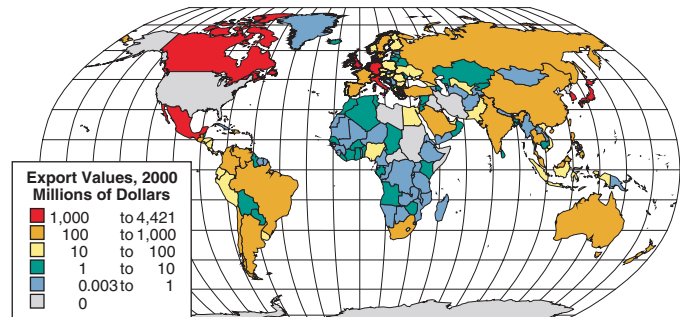 Export Values, 2000
Millions of Dollars
1,000 to 4,421
100 to 1,000
10 to 100
1 to 10
0.003 to 1
0